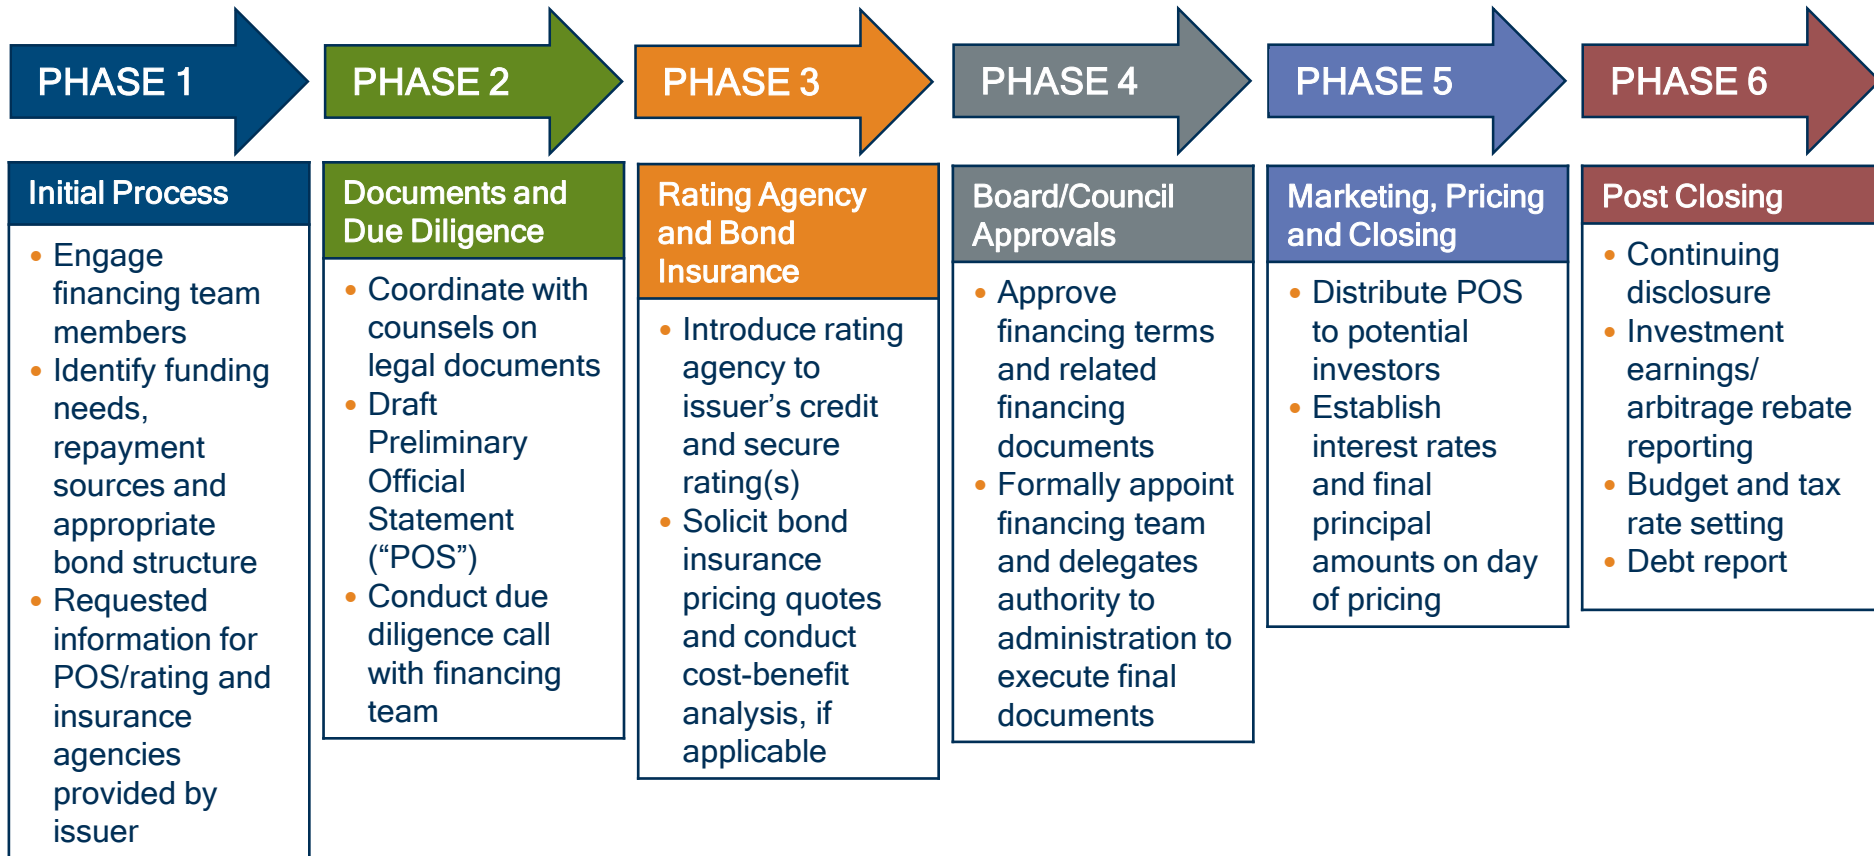 PHASE 1
PHASE 2
PHASE 3
PHASE 4
PHASE 5
PHASE 6
Initial Process
• Engage
financing team
members
• Identify funding
needs,
repayment
sources and
appropriate
bond structure
• Requested
information for
POS/rating and
insurance
agencies
provided by
issuer
Documents and
Due Diligence
• Coordinate with
counsels on
legal documents
• Draft
Preliminary
Official
Statement
(“POS”)
• Conduct due
diligence call
with financing
team
Rating Agency
and Bond
Insurance
• Introduce rating
agency to
issuer’s credit
and secure
rating(s)
• Solicit bond
insurance
pricing quotes
and conduct
cost-benefit
analysis, if
applicable
Board/Council
Approvals
• Approve
financing terms
and related
financing
documents
• Formally appoint
financing team
and delegates
authority to
administration to
execute final
documents
Marketing, Pricing
and Closing
• Distribute POS
to potential
investors
• Establish
interest rates
and final
principal
amounts on day
of pricing
Post Closing
• Continuing
disclosure
• Investment
earnings/
arbitrage rebate
reporting
• Budget and tax
rate setting
• Debt report